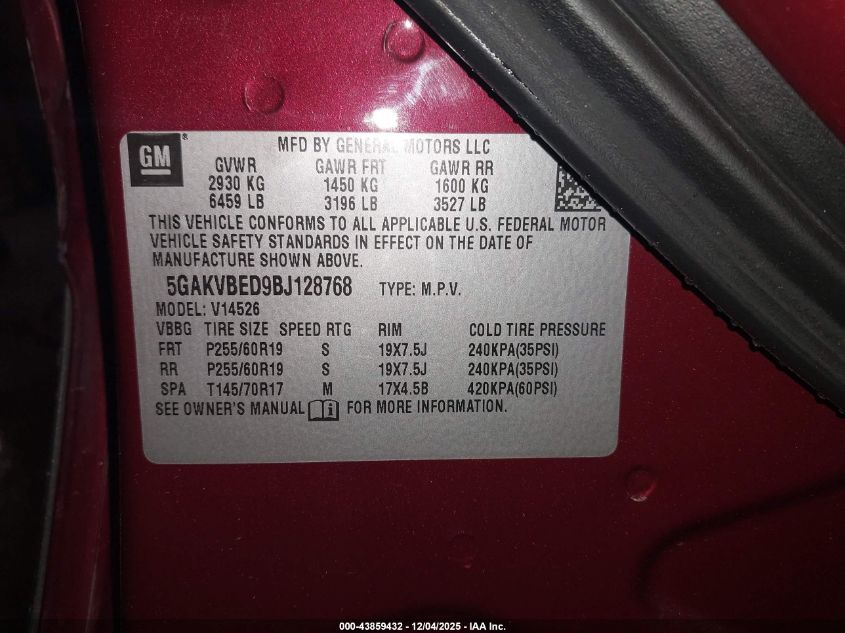 GM ®
MFD BY GENERAL MOTORS LLC
GVWR GAWR FRT GAWR RR
2930 KG 1450 KG 1600 KG
6459 LB 3196 LB 3527 LB
THIS VEHICLE CONFORMS TO ALL APPLICABLE U.S. FEDERAL MOTOR
VEHICLE SAFETY STANDARDS IN EFFECT ON THE DATE OF
MANUFACTURE SHOWN ABOVE.
5GAKVBED9BJ128768 TYPE: M.P.V.
MODEL: V14526
VBBG TIRE SIZE SPEED RTG RIM COLD TIRE PRESSURE
FRT P255/60R19 S 19X7.5J 240KPA(35PSI)
RR P255/60R19 S 19X7.5J 240KPA(35PSI)
SPA T145/70R17 M 17X4.5B 420KPA(60PSI)
SEE OWNER'S MANUAL FOR MORE INFORMATION.
000-43859432 - 12/04/2025 - IAA Inc.